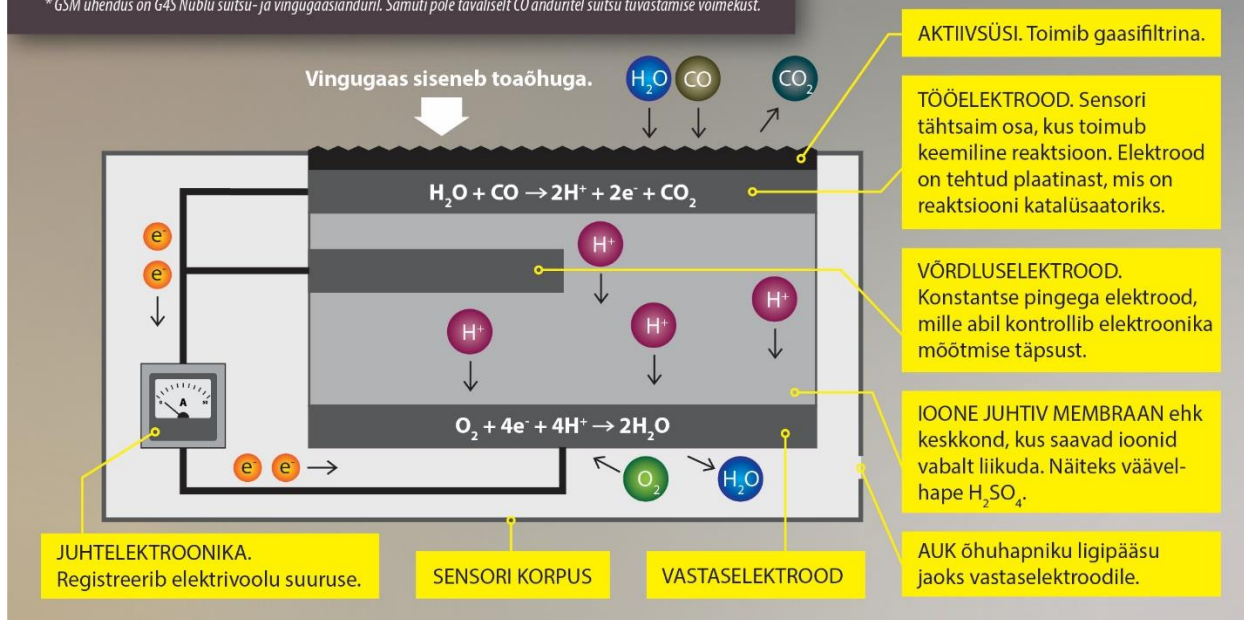 * GSM ühendus on G4S Nublu suitsu- ja vingugaasianduril. Samuti pole tavaliselt CO anduritel suitsu tuvastamise võimekust.
Vingugaas siseneb toaõhuga.
H₂O
CO
CO₂
AKTIIVSÜSI. Toimib gaasifiltrina.
TÖÖELEKTROOD. Sensori
tähtsaim osa, kus toimub
keemiline reaktsioon. Elektrood
on tehtud plaatinast, mis on
reaktsiooni katalüsaatoriks.
H₂O + CO → 2H⁺ + 2e⁻ + CO₂
e⁻
e⁻
H⁺
H⁺
H⁺
H⁺
VÕRDLUSELEKTROOD.
Konstantse pingega elektrood,
mille abil kontrollib elektroonika
mõõtmise täpsust.
A
O₂ + 4e⁻ + 4H⁺ → 2H₂O
e⁻
e⁻
O₂
H₂O
IOONE JUHTIV MEMBRAAN ehk
keskkond, kus saavad ioonid
vabalt liikuda. Näiteks väävel-
hape H₂SO₄.
JUHTELEKTROONIKA.
Registreerib elektrivoolu suuruse.
SENSORI KORPUS
VASTASELEKTROOD
AUK õhuhapniku ligipääsu
jaoks vastaselektroodile.